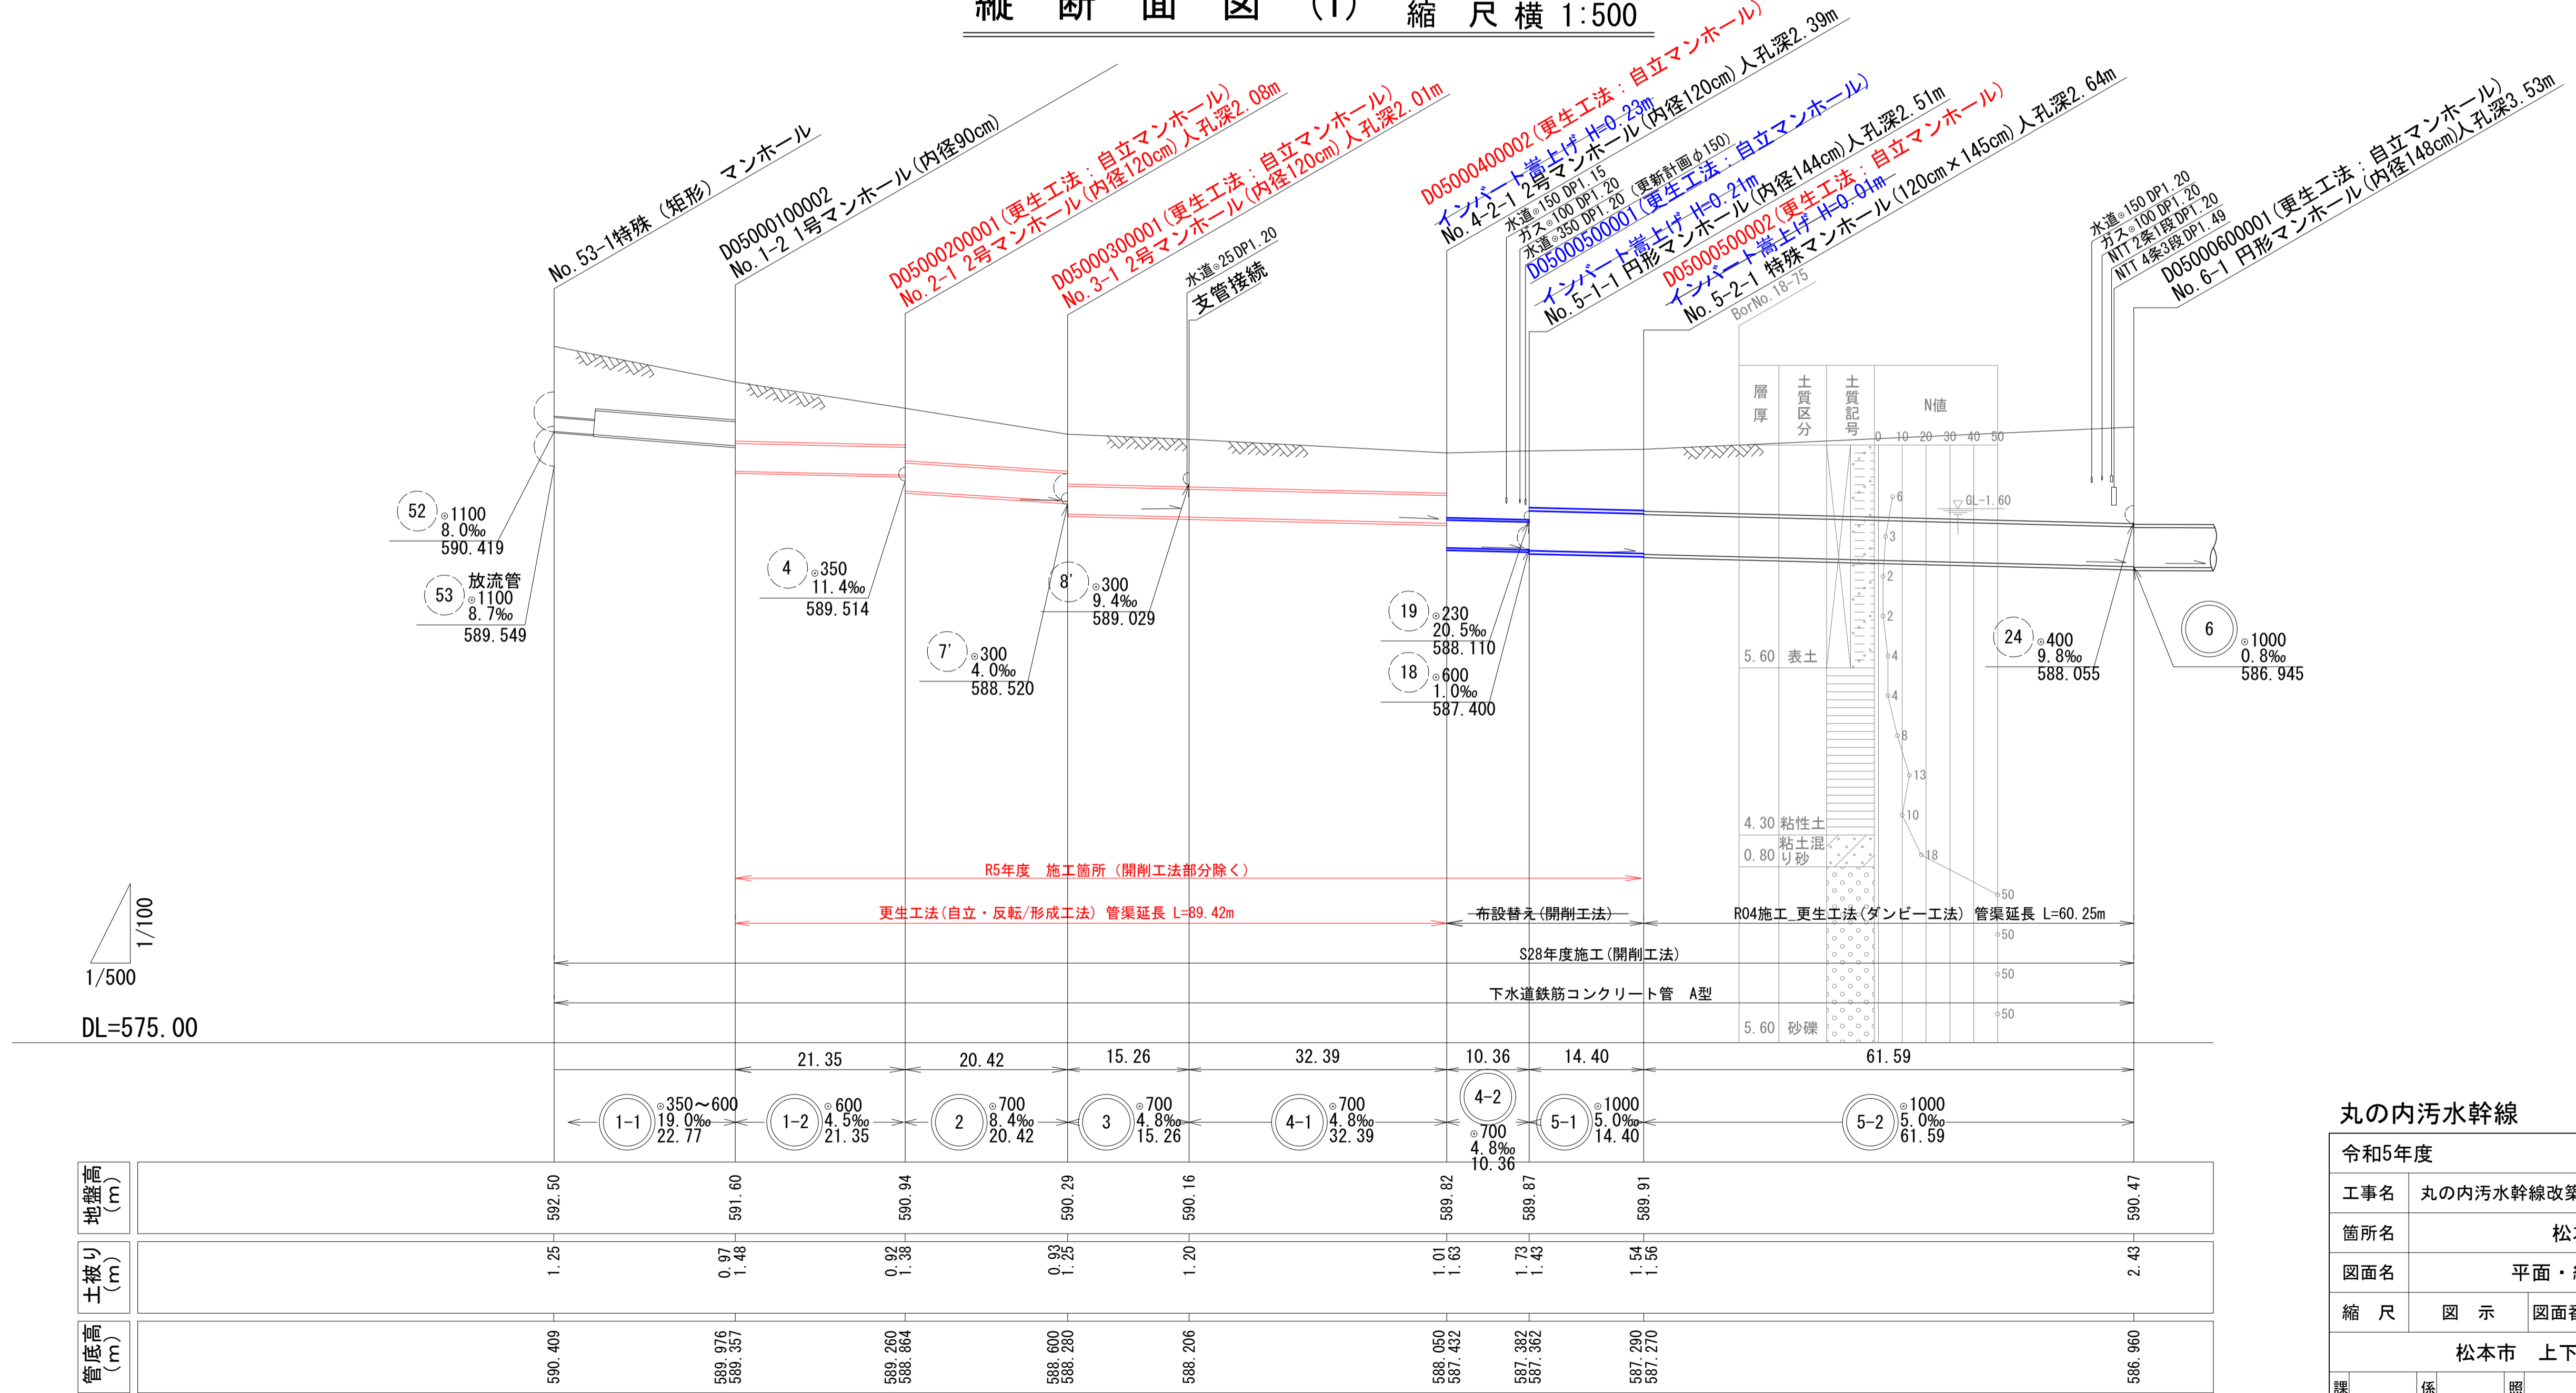 縦 断 面 図 (1) 縮 尺 横 1:500
No.53-1特殊（矩形）マンホール
D05000100002
No.1-2 1号マンホール(内径90cm)
D05000200001(更生工法：自立マンホール)
No.2-1 2号マンホール(内径120cm)人孔深2.08m
D05000300001(更生工法：自立マンホール)
No.3-1 2号マンホール(内径120cm)人孔深2.01m
水道⌾25 DP1.20
支管接続
D05000400002(更生工法：自立マンホール)
インバート嵩上げ H=0.23m
No.4-2-1 2号マンホール(内径120cm)人孔深2.39m
水道⌾150 DP1.15
ガス⌾100 DP1.20
水道⌾350 DP1.20（更新計画φ150）
D05000500001(更生工法：自立マンホール)
インバート嵩上げ H=0.21m
No.5-1-1 円形マンホール(内径144cm)人孔深2.51m
D05000500002(更生工法：自立マンホール)
インバート嵩上げ H=0.01m
No.5-2-1 特殊マンホール(120cm×145cm)人孔深2.64m
BorNo.18-75
水道⌾150 DP1.20
ガス⌾100 DP1.20
NTT 2条1段DP1.20
NTT 4条3段DP1.49
D05000600001(更生工法：自立マンホール)
No.6-1 円形マンホール(内径148cm)人孔深3.53m
層厚 土質区分 土質記号 N値
0 10 20 30 40 50
GL-1.60
6
3
2
2
4
4
8
13
10
18
50
50
50
50
5.60 表土
4.30 粘性土
0.80 粘土混り砂
5.60 砂礫
52 ⌾1100
8.0‰
590.419
53 放流管
⌾1100
8.7‰
589.549
4 ⌾350
11.4‰
589.514
7' ⌾300
4.0‰
588.520
8' ⌾300
9.4‰
589.029
19 ⌾230
20.5‰
588.110
18 ⌾600
1.0‰
587.400
24 ⌾400
9.8‰
588.055
6 ⌾1000
0.8‰
586.945
R5年度　施工箇所（開削工法部分除く）
更生工法(自立・反転/形成工法) 管渠延長 L=89.42m
布設替え(開削工法)
R04施工_更生工法(ダンビー工法) 管渠延長 L=60.25m
S28年度施工(開削工法)
下水道鉄筋コンクリート管　A型
1/100
1/500
DL=575.00
21.35 20.42 15.26 32.39 10.36 14.40 61.59
1-1 ⌾350～600
19.0‰
22.77
1-2 ⌾600
4.5‰
21.35
2 ⌾700
8.4‰
20.42
3 ⌾700
4.8‰
15.26
4-1 ⌾700
4.8‰
32.39
4-2
⌾700
4.8‰
10.36
5-1 ⌾1000
5.0‰
14.40
5-2 ⌾1000
5.0‰
61.59
地盤高(m) 592.50 591.60 590.94 590.29 590.16 589.82 589.87 589.91 590.47
土被り(m) 1.25 0.97 1.48 0.92 1.38 0.93 1.25 1.20 1.01 1.63 1.73 1.43 1.54 1.56 2.43
管底高(m) 590.409 589.976 589.357 589.260 588.864 588.600 588.280 588.206 588.050 587.432 587.382 587.362 587.290 587.270 586.960
丸の内汚水幹線
令和5年度
工事名 丸の内汚水幹線改築
箇所名 松
図面名 平面・
縮　尺 図　示 図面番
松本市　上下
課 係 照